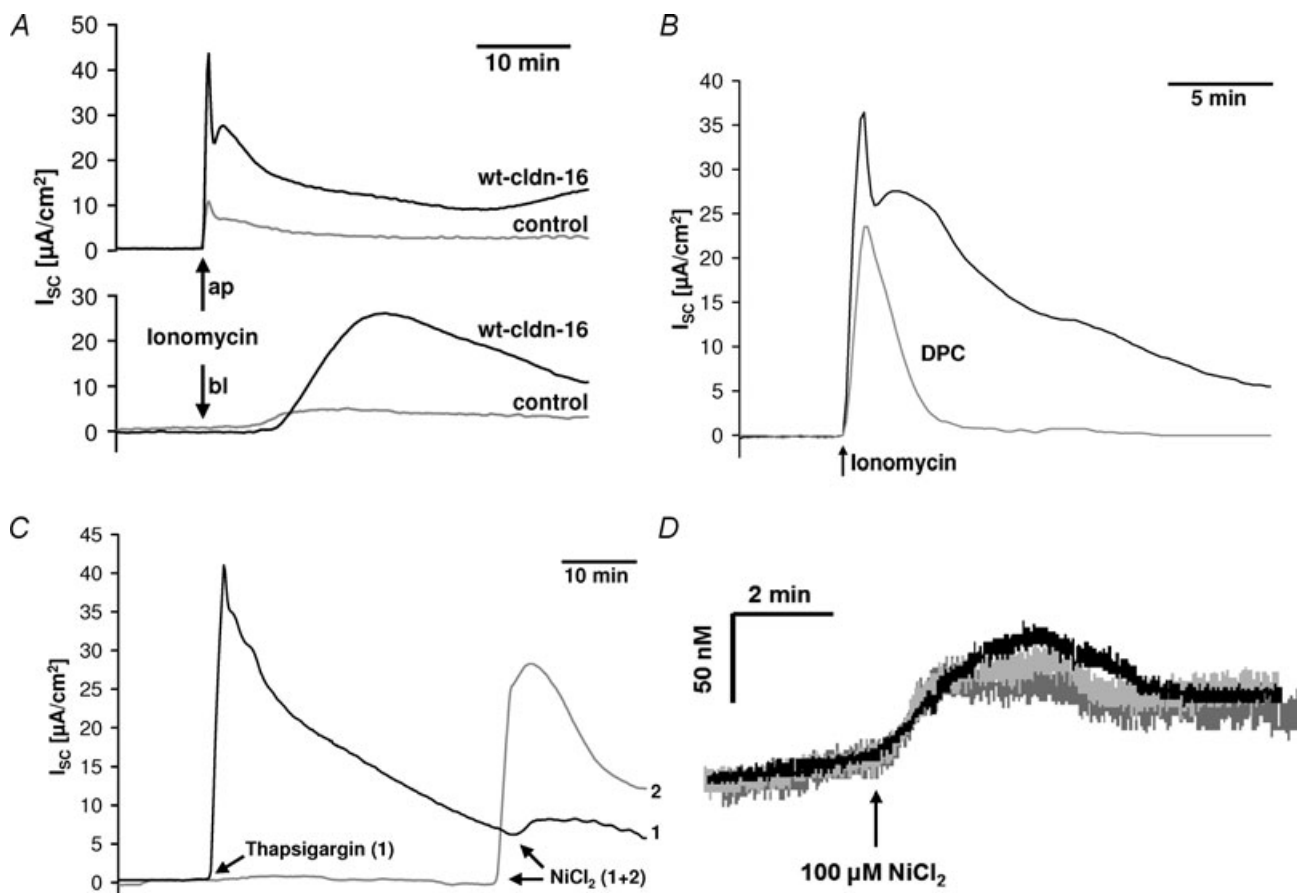 A
50
40
30
20
10
0
10 min
wt-cldn-16
control
ISC [µA/cm²]
ap
Ionomycin
bl
30
20
10
0
wt-cldn-16
control
B
40
35
30
25
20
15
10
5
0
ISC [µA/cm²]
5 min
DPC
Ionomycin
C
45
40
35
30
25
20
15
10
5
0
ISC [µA/cm²]
10 min
2
1
Thapsigargin (1)
NiCl₂ (1+2)
D
2 min
50 nM
100 µM NiCl₂